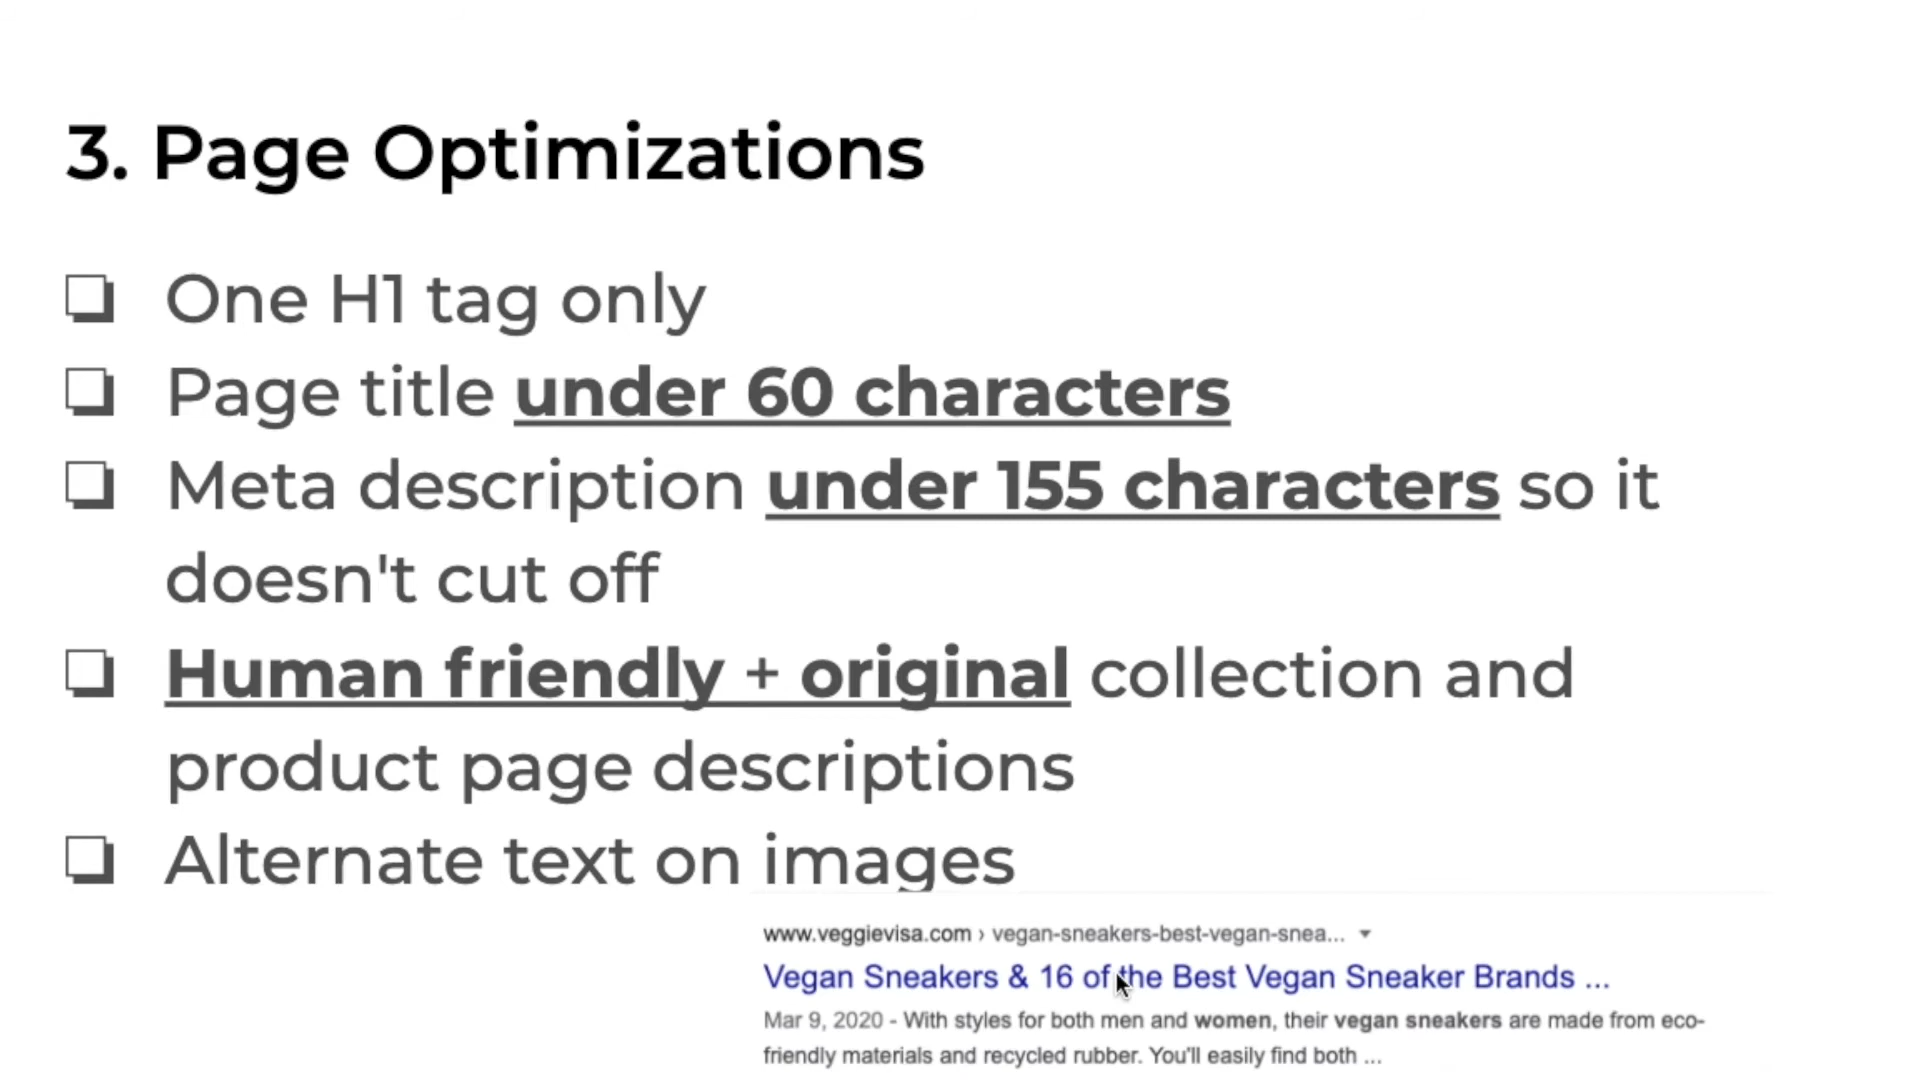 3. Page Optimizations
❏ One H1 tag only
❏ Page title under 60 characters
❏ Meta description under 155 characters so it
doesn't cut off
❏ Human friendly + original collection and
product page descriptions
❏ Alternate text on images
www.veggievisa.com › vegan-sneakers-best-vegan-snea... ▼
Vegan Sneakers & 16 of the Best Vegan Sneaker Brands ...
Mar 9, 2020 - With styles for both men and women, their vegan sneakers are made from eco-
friendly materials and recycled rubber. You'll easily find both ...